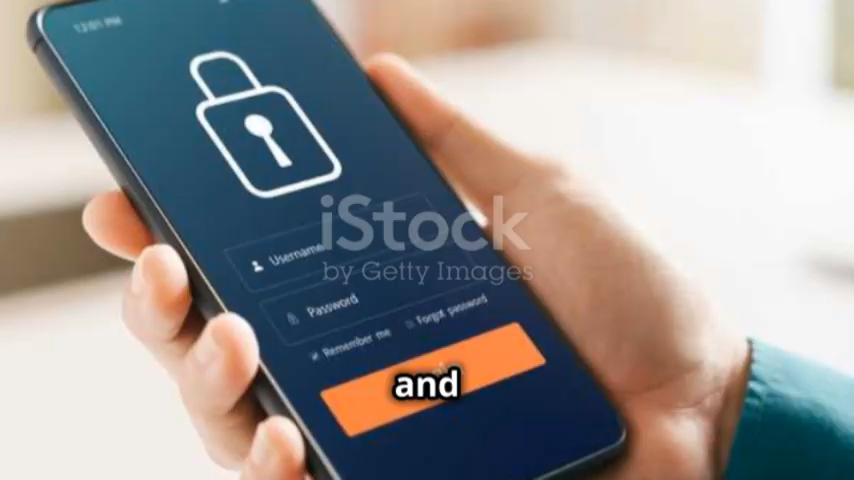 12:01 PM
iStock
by Getty Images
Username
Password
Remember me
Forgot password
and